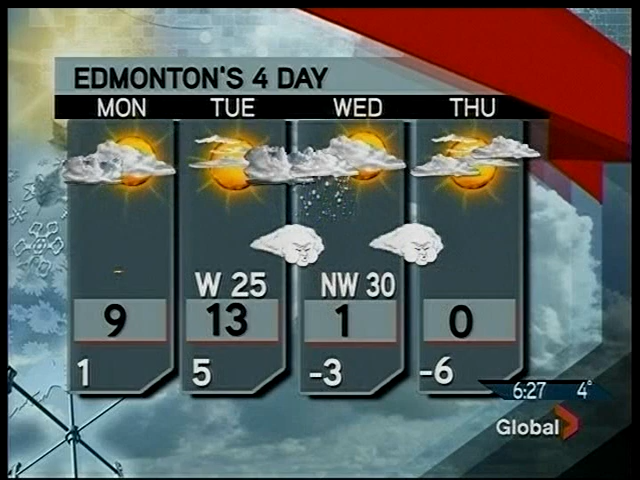 EDMONTON'S 4 DAY
MON TUE WED THU
W 25 NW 30
9 13 1 0
1 5 -3 -6
6:27 4°
Global